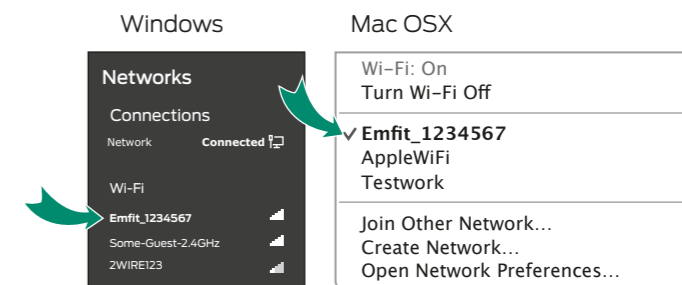 Windows
Networks
Connections
Network Connected
Wi-Fi
Emfit_1234567
Some-Guest-2.4GHz
2WIRE123
Mac OSX
Wi-Fi: On
Turn Wi-Fi Off
Emfit_1234567
AppleWiFi
Testwork
Join Other Network...
Create Network...
Open Network Preferences...